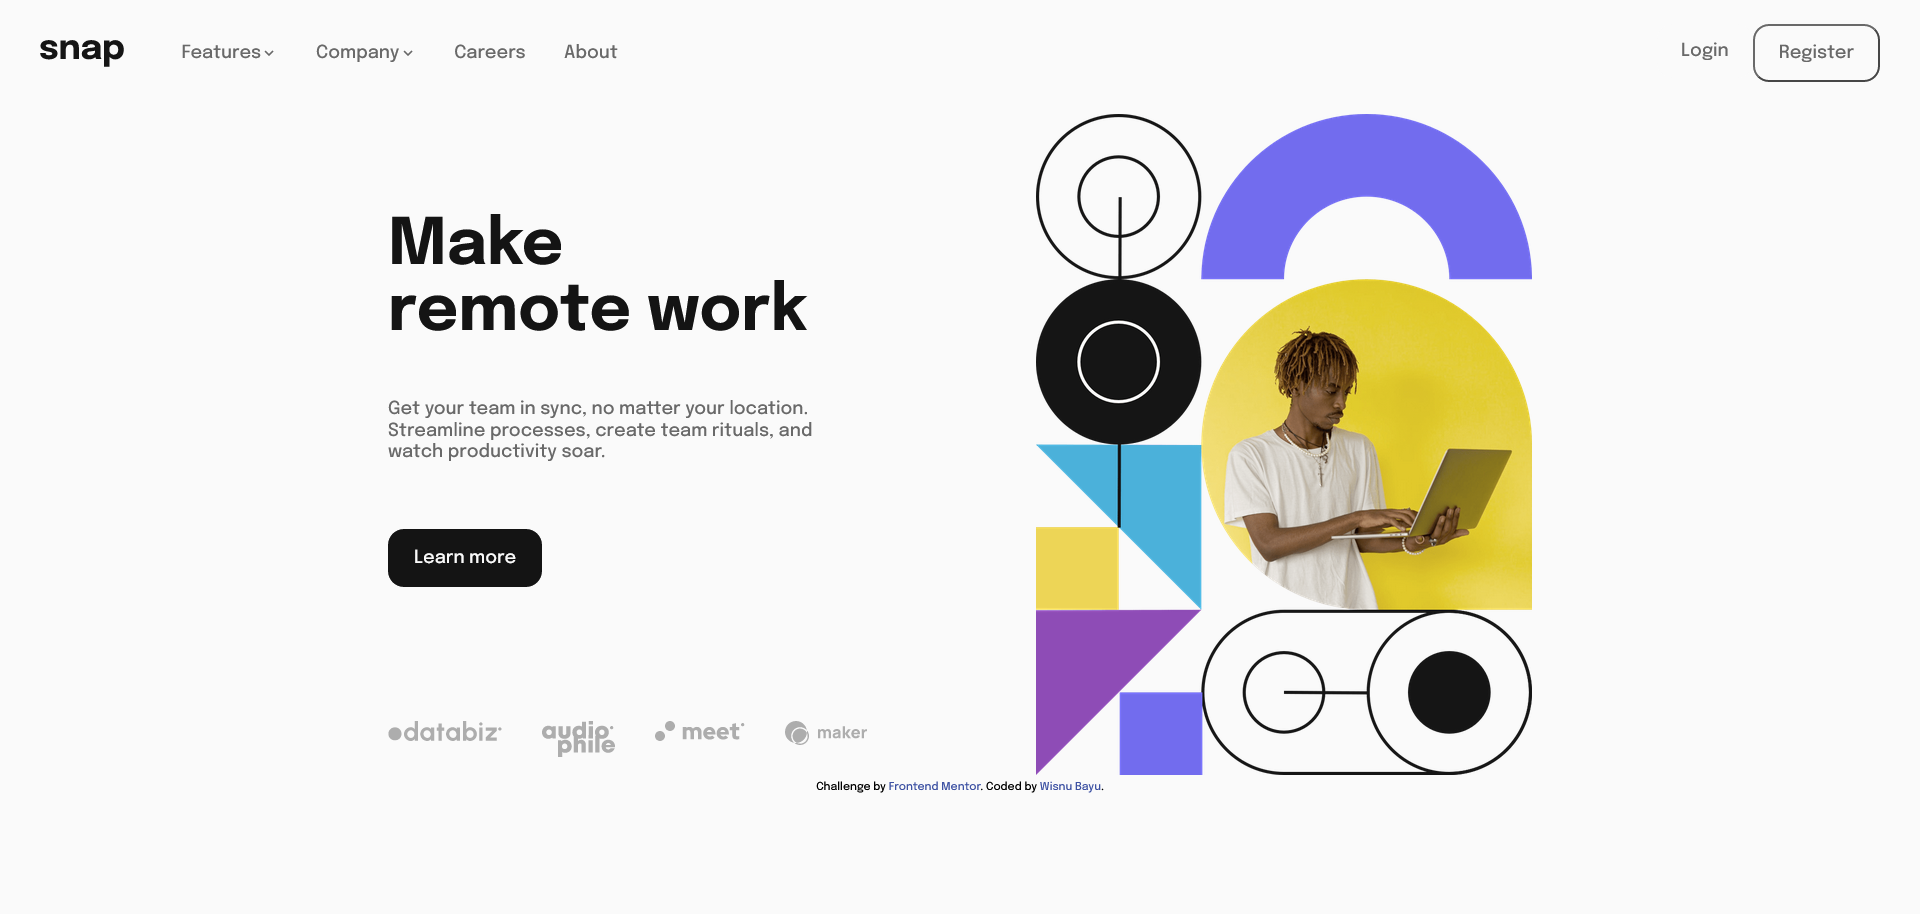 snap
Features
Company
Careers
About
Login
Register
Make
remote work
Get your team in sync, no matter your location.
Streamline processes, create team rituals, and
watch productivity soar.
Learn more
databiz
audio
phile
meet
maker
Challenge by Frontend Mentor. Coded by Wisnu Bayu.